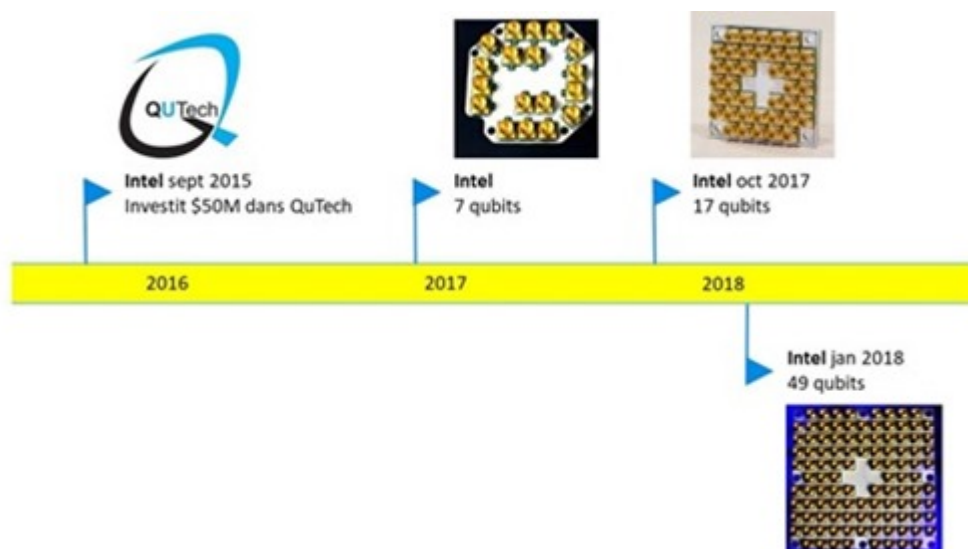 QUTech
Intel sept 2015
Investit $50M dans QuTech
Intel
7 qubits
Intel oct 2017
17 qubits
2016
2017
2018
Intel jan 2018
49 qubits